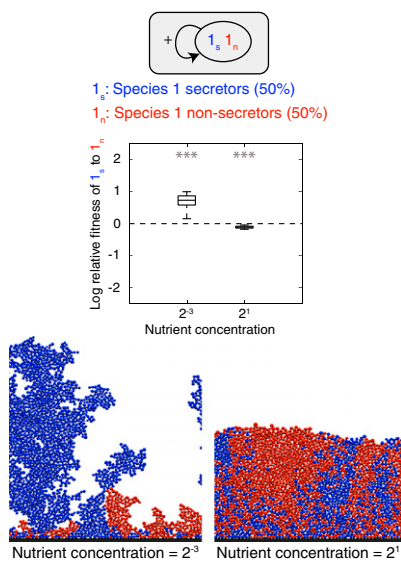 + 1s 1n
1s: Species 1 secretors (50%)
1n: Species 1 non-secretors (50%)
Log relative fitness of 1s to 1n
*** ***
2
1
0
-1
-2
2-3 21
Nutrient concentration
Nutrient concentration = 2-3 Nutrient concentration = 21